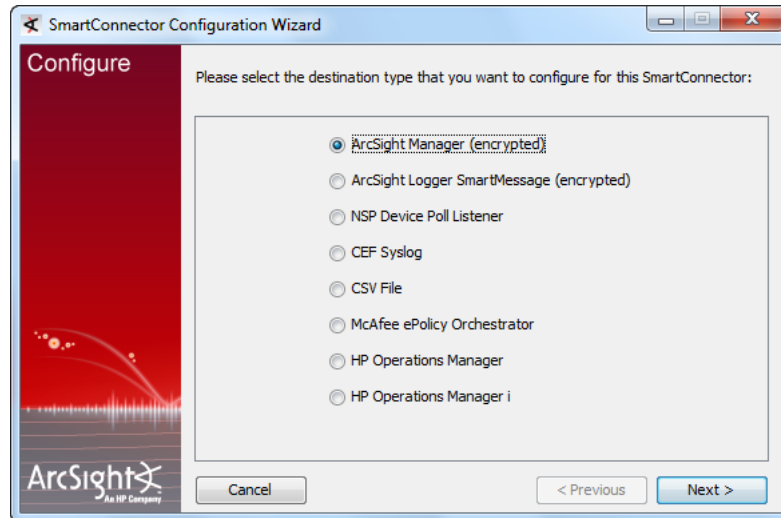 SmartConnector Configuration Wizard
Configure
Please select the destination type that you want to configure for this SmartConnector:
ArcSight Manager (encrypted)
ArcSight Logger SmartMessage (encrypted)
NSP Device Poll Listener
CEF Syslog
CSV File
McAfee ePolicy Orchestrator
HP Operations Manager
HP Operations Manager i
ArcSight
An HP Company
Cancel
< Previous
Next >